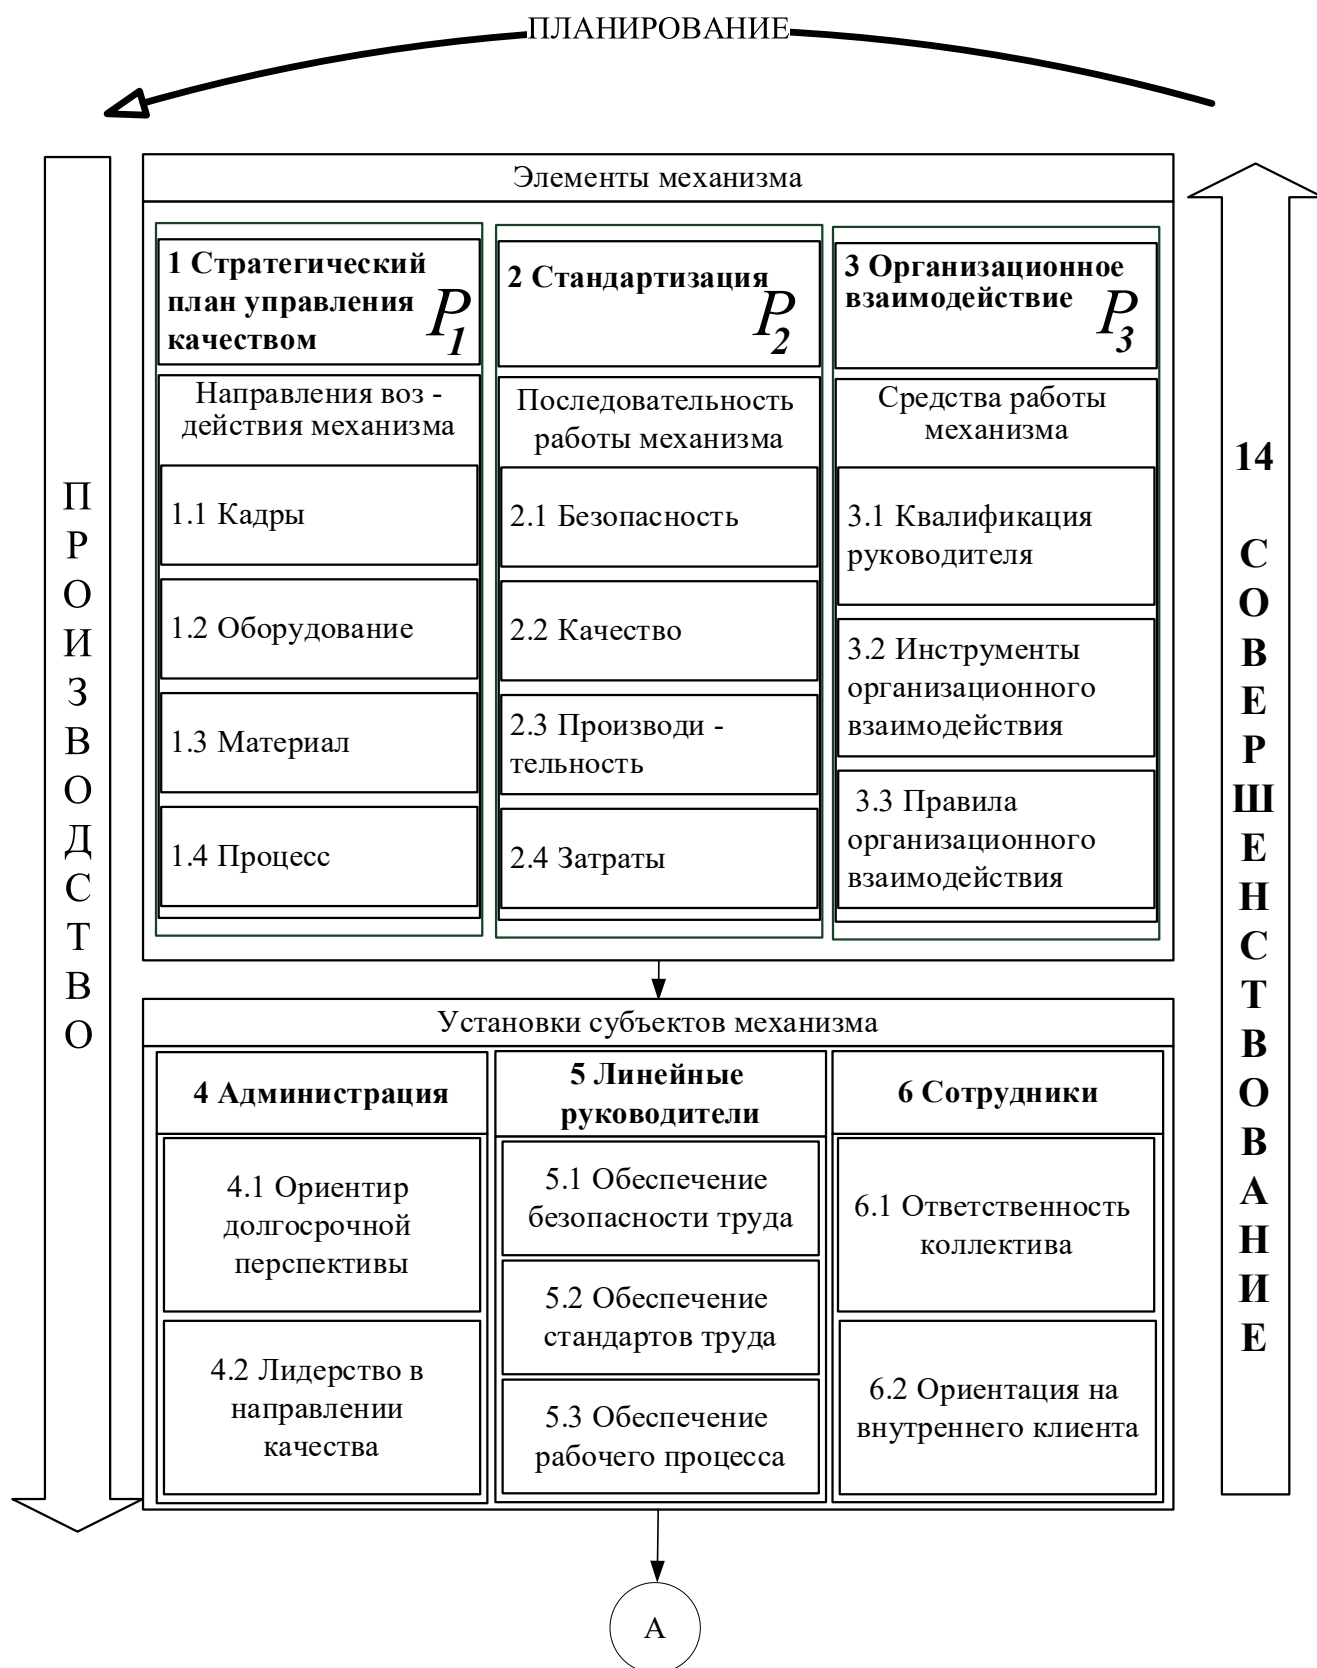 ПЛАНИРОВАНИЕ
ПРОИЗВОДСТВО
Элементы механизма
1 Стратегический
план управления
качеством
P1
Направления воз -
действия механизма
1.1 Кадры
1.2 Оборудование
1.3 Материал
1.4 Процесс
2 Стандартизация
P2
Последовательность
работы механизма
2.1 Безопасность
2.2 Качество
2.3 Производи -
тельность
2.4 Затраты
3 Организационное
взаимодействие
P3
Средства работы
механизма
3.1 Квалификация
руководителя
3.2 Инструменты
организационного
взаимодействия
3.3 Правила
организационного
взаимодействия
Установки субъектов механизма
4 Администрация
4.1 Ориентир
долгосрочной
перспективы
4.2 Лидерство в
направлении
качества
5 Линейные
руководители
5.1 Обеспечение
безопасности труда
5.2 Обеспечение
стандартов труда
5.3 Обеспечение
рабочего процесса
6 Сотрудники
6.1 Ответственность
коллектива
6.2 Ориентация на
внутреннего клиента
14 СОВЕРШЕНСТВОВАНИЕ
А